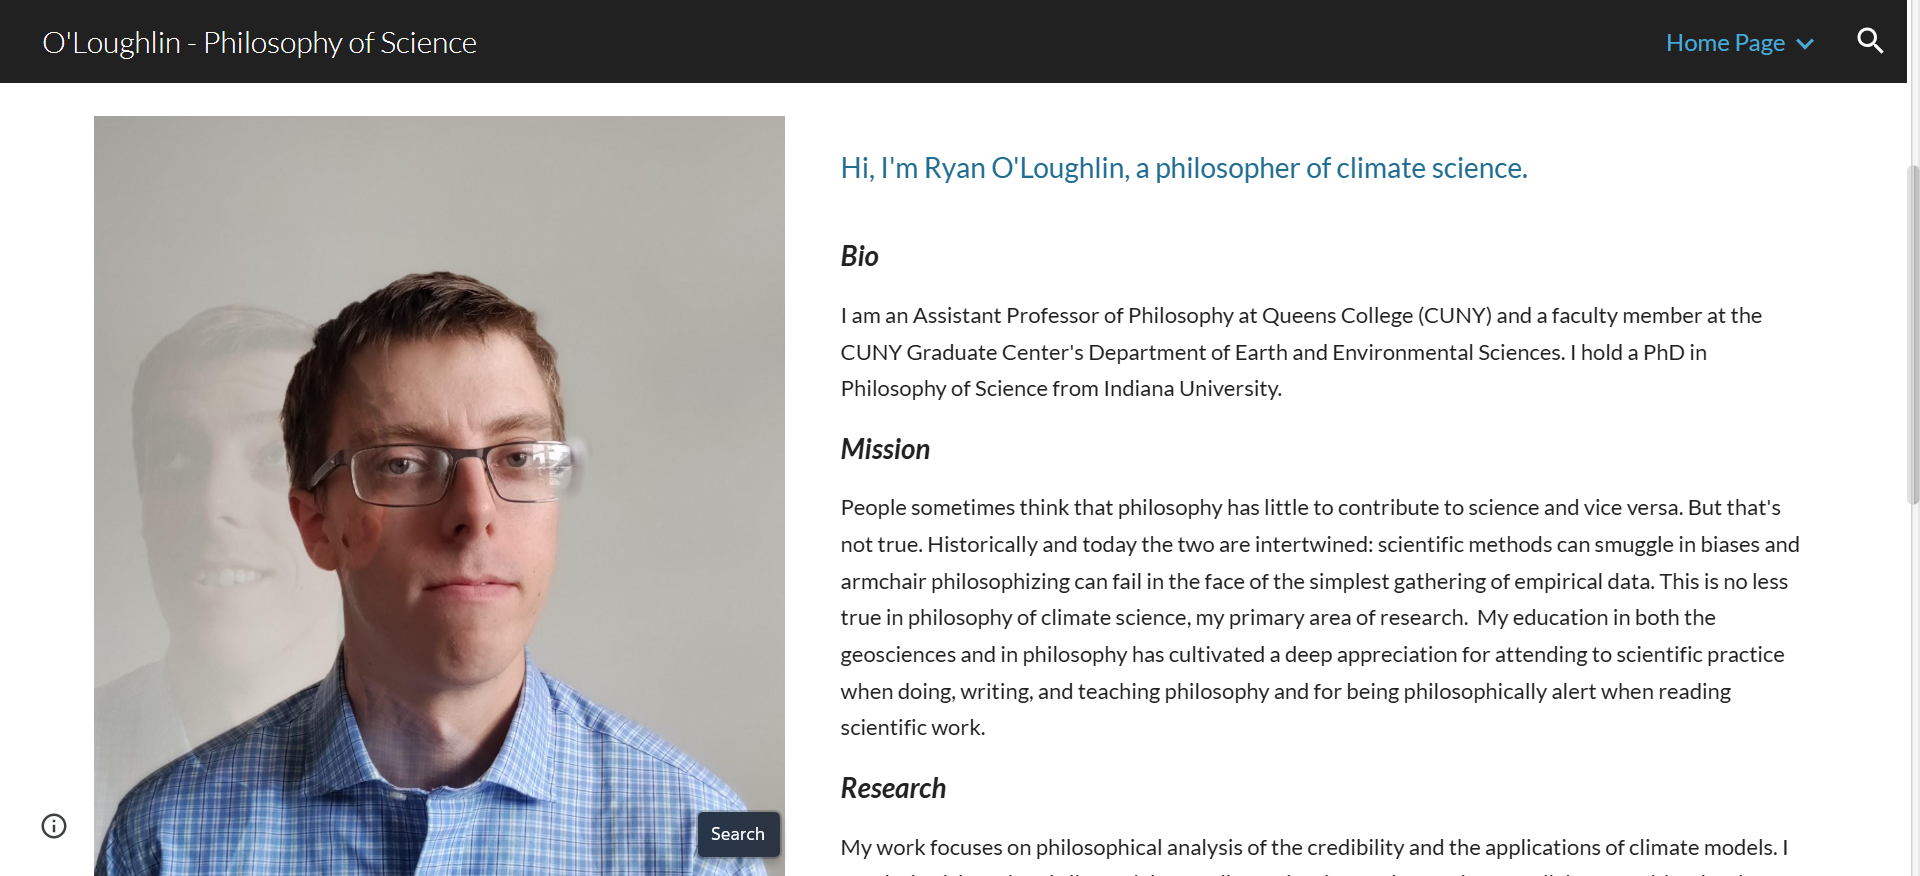 O'Loughlin - Philosophy of Science
Home Page
Hi, I'm Ryan O'Loughlin, a philosopher of climate science.
Bio
I am an Assistant Professor of Philosophy at Queens College (CUNY) and a faculty member at the
CUNY Graduate Center's Department of Earth and Environmental Sciences. I hold a PhD in
Philosophy of Science from Indiana University.
Mission
People sometimes think that philosophy has little to contribute to science and vice versa. But that's
not true. Historically and today the two are intertwined: scientific methods can smuggle in biases and
armchair philosophizing can fail in the face of the simplest gathering of empirical data. This is no less
true in philosophy of climate science, my primary area of research.  My education in both the
geosciences and in philosophy has cultivated a deep appreciation for attending to scientific practice
when doing, writing, and teaching philosophy and for being philosophically alert when reading
scientific work.
Research
Search
My work focuses on philosophical analysis of the credibility and the applications of climate models. I